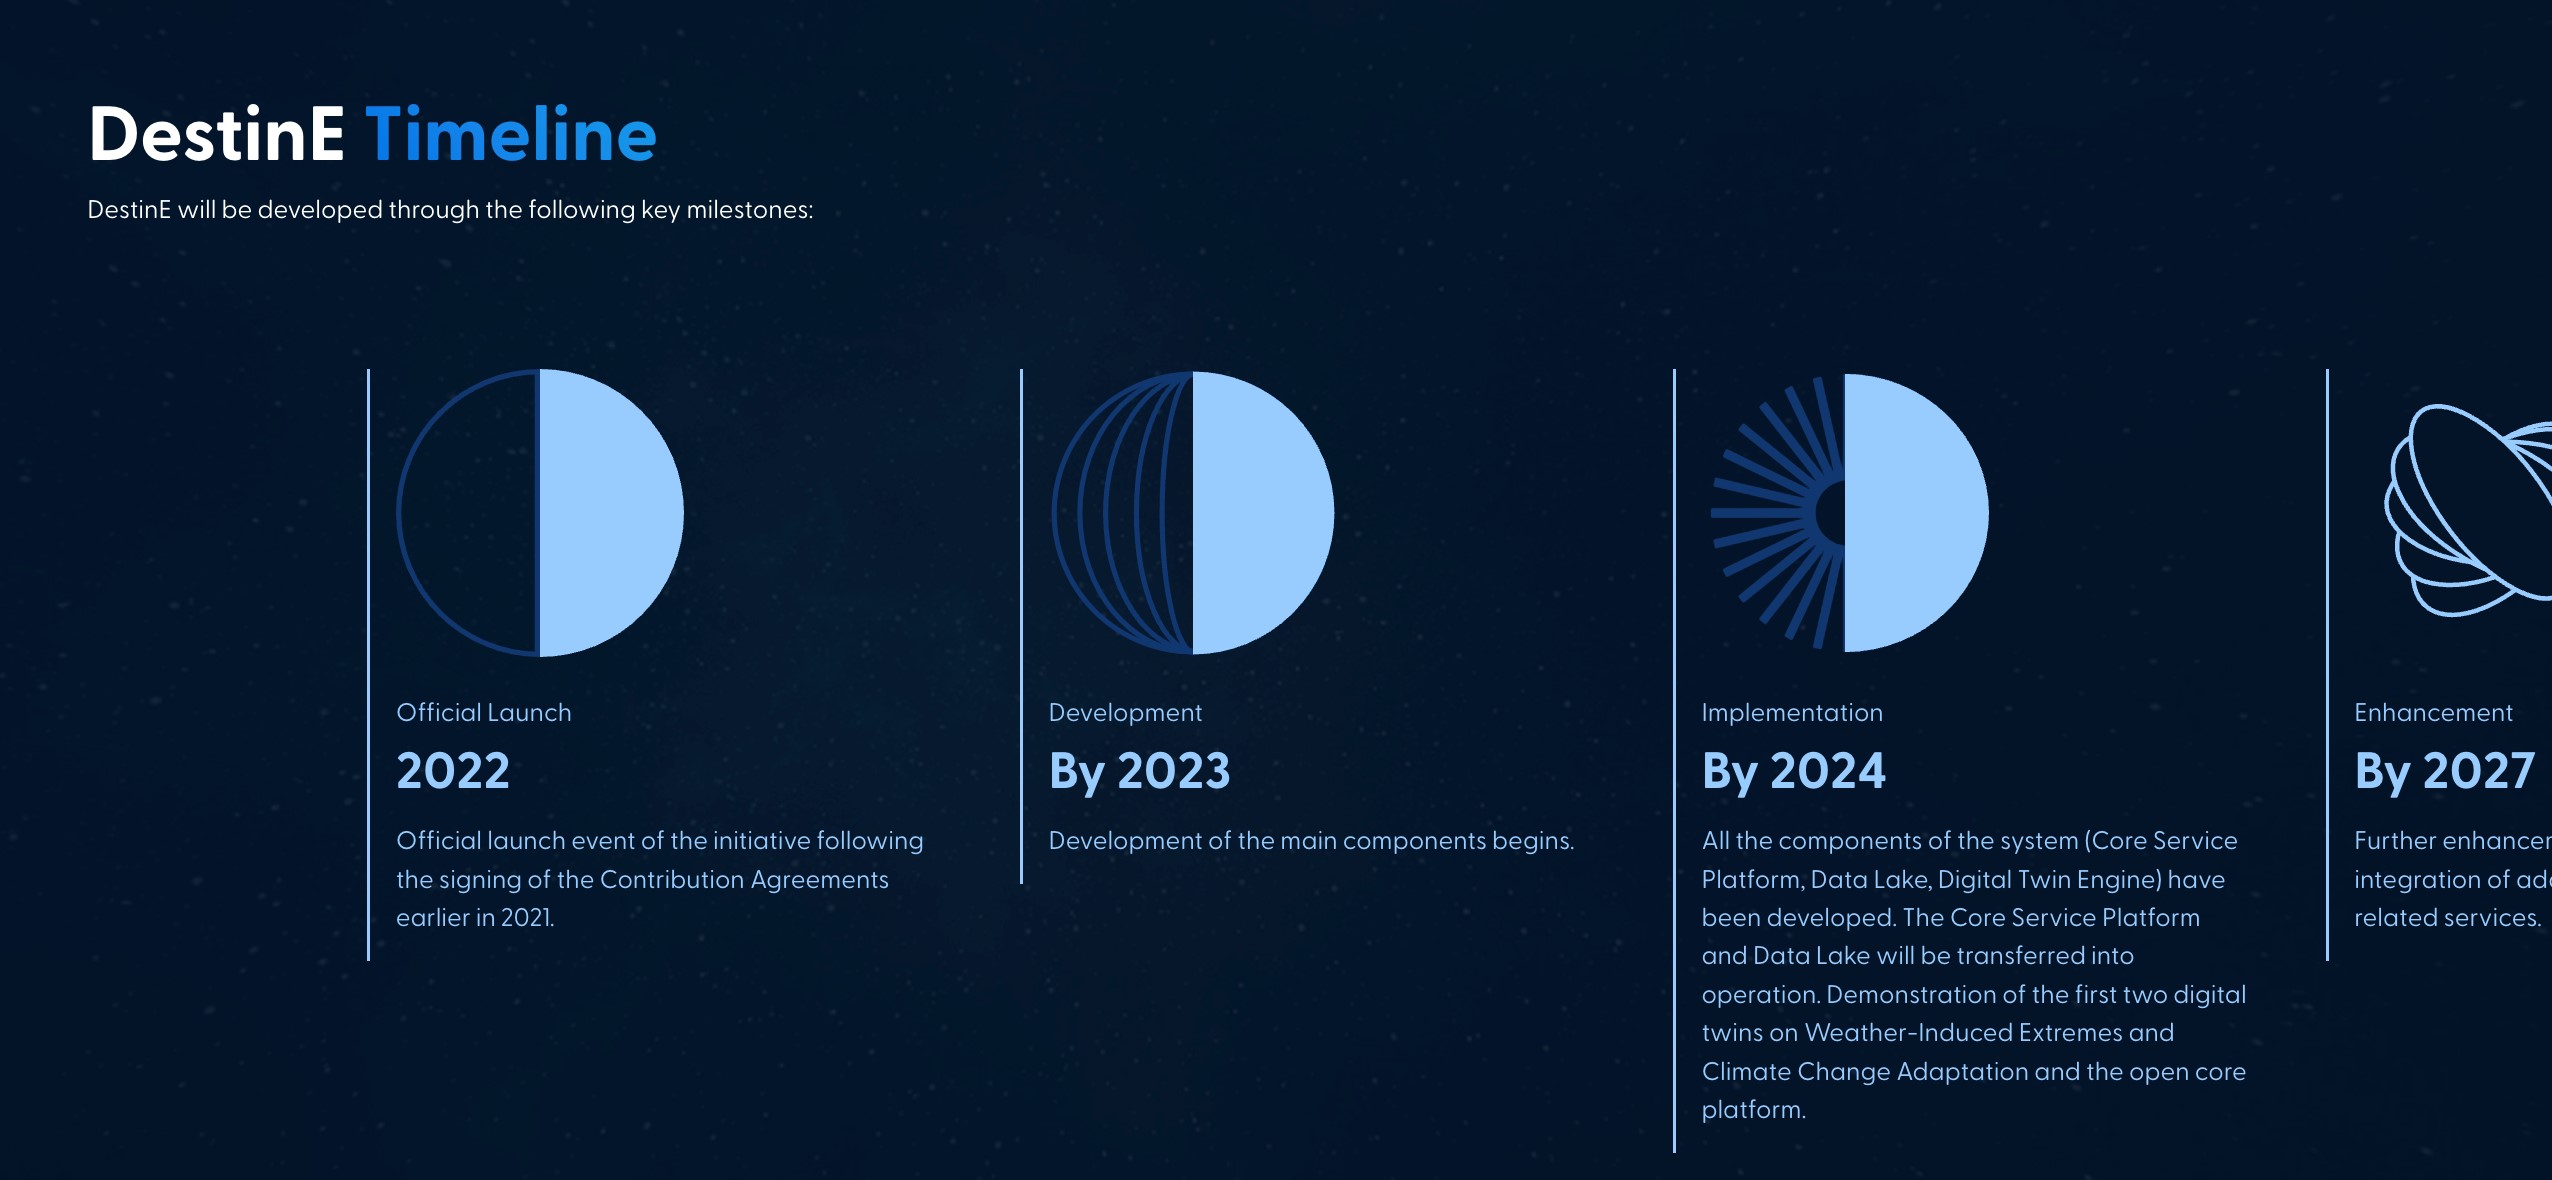 DestinE Timeline
DestinE will be developed through the following key milestones:
Official Launch
2022
Official launch event of the initiative following
the signing of the Contribution Agreements
earlier in 2021.
Development
By 2023
Development of the main components begins.
Implementation
By 2024
All the components of the system (Core Service
Platform, Data Lake, Digital Twin Engine) have
been developed. The Core Service Platform
and Data Lake will be transferred into
operation. Demonstration of the first two digital
twins on Weather-Induced Extremes and
Climate Change Adaptation and the open core
platform.
Enhancement
By 2027
Further
integration of
related services.